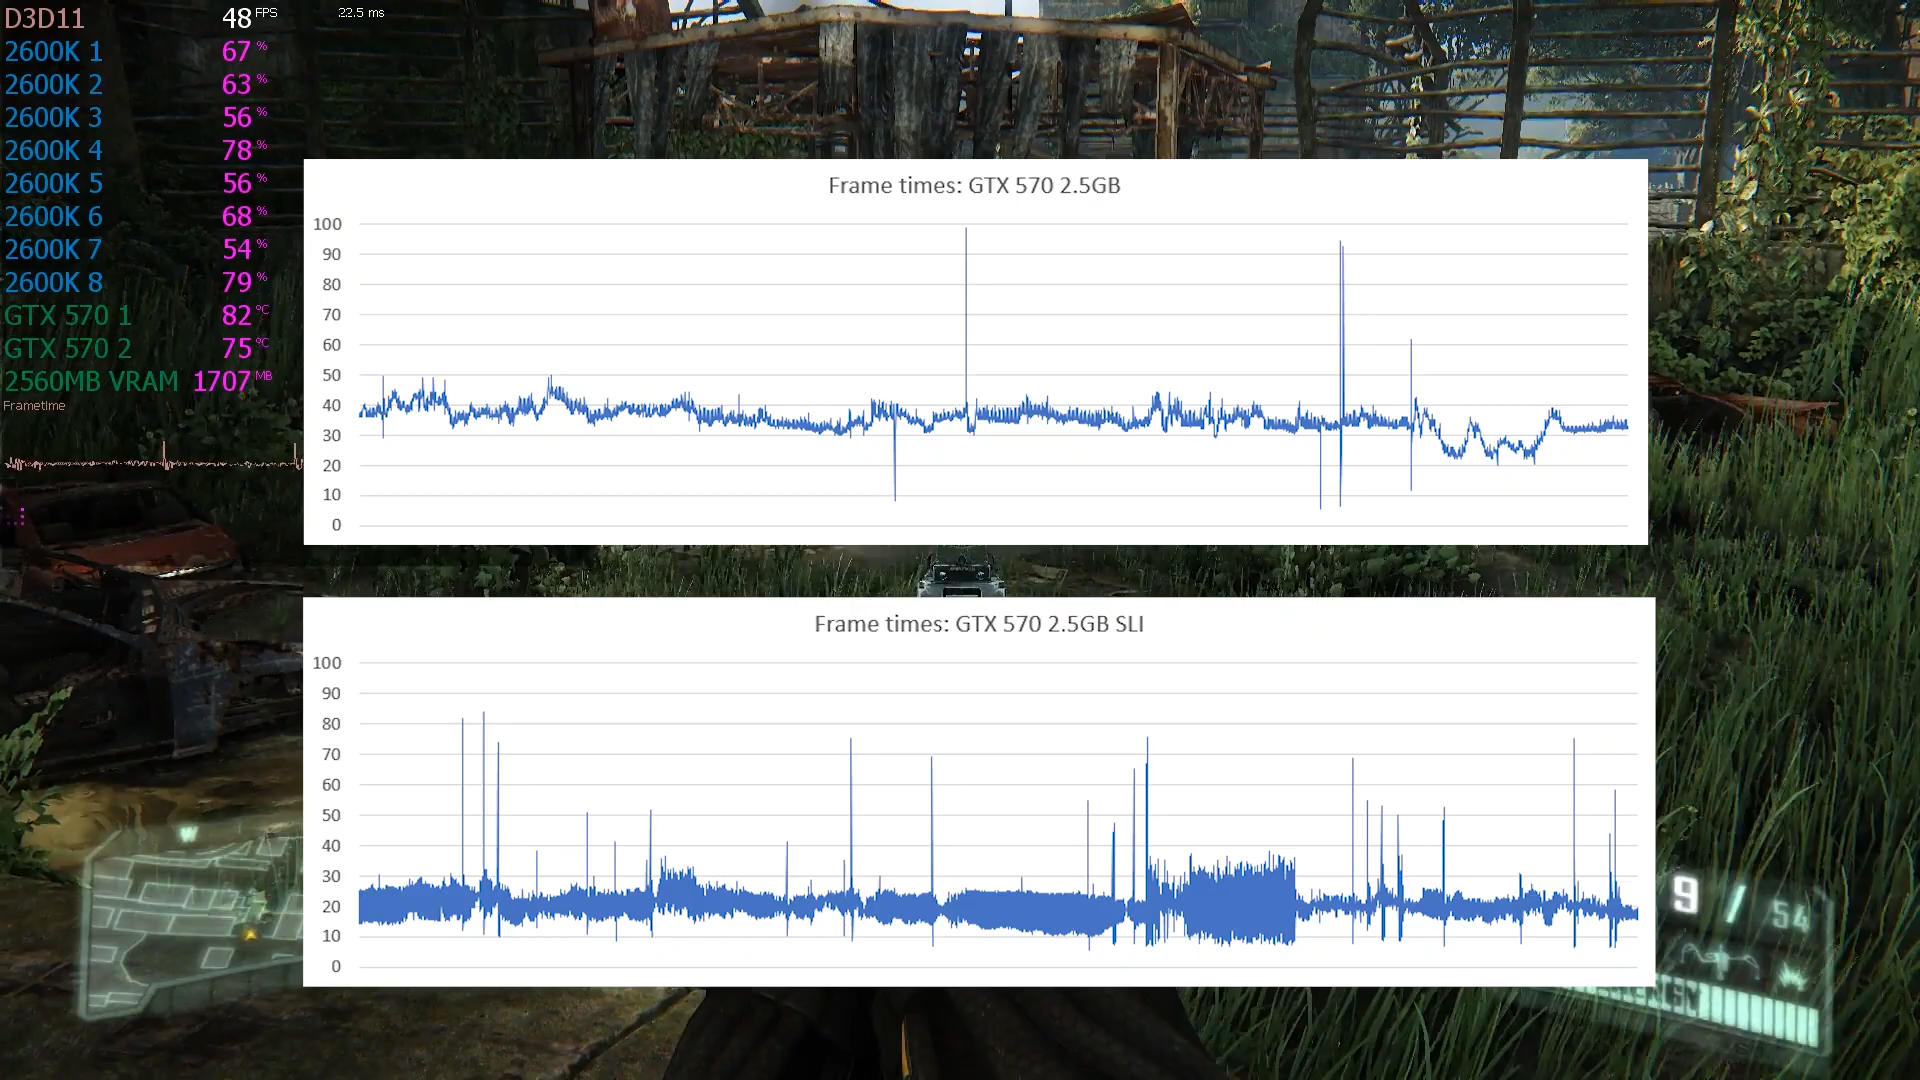 D3D11 48 FPS 22.5 ms
2600K 1 67 %
2600K 2 63 %
2600K 3 56 %
2600K 4 78 %
2600K 5 56 %
2600K 6 68 %
2600K 7 54 %
2600K 8 79 %
GTX 570 1 82 °C
GTX 570 2 75 °C
2560MB VRAM 1707 MB
Frametime
Frame times: GTX 570 2.5GB
100
90
80
70
60
50
40
30
20
10
0
Frame times: GTX 570 2.5GB SLI
100
90
80
70
60
50
40
30
20
10
0
W
9 / 54